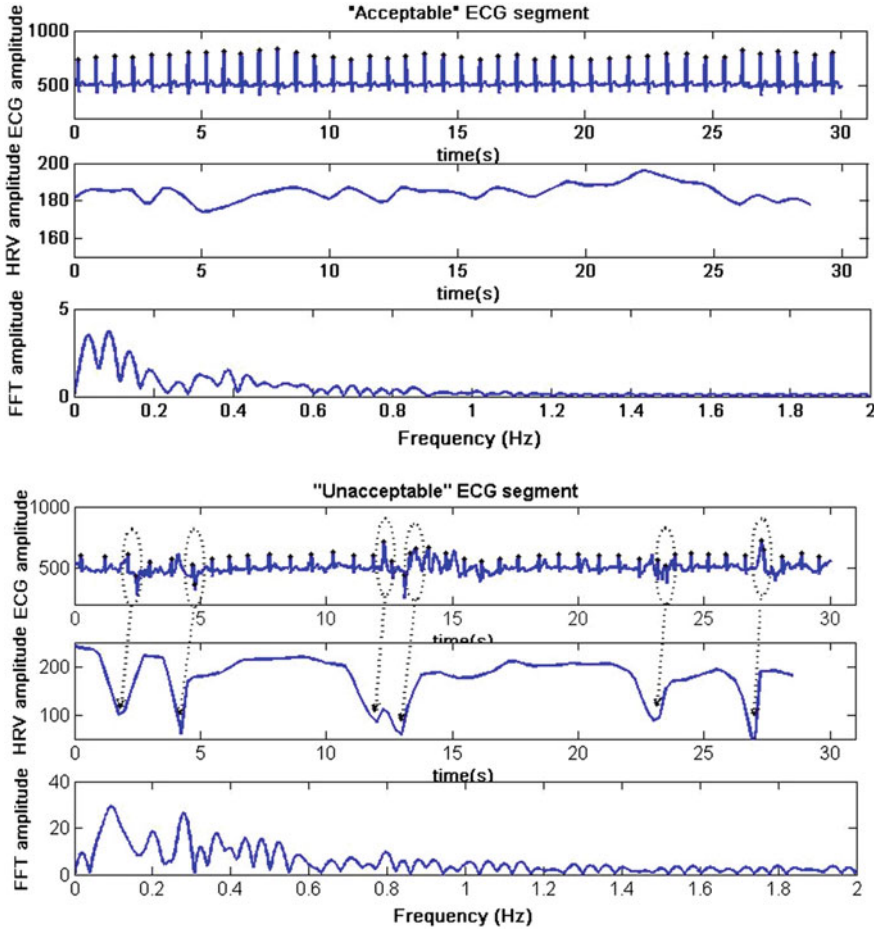 "Acceptable" ECG segment
ECG amplitude
1000
500
0 5 10 15 20 25 30
time(s)
HRV amplitude
200
180
160
0 5 10 15 20 25 30
time(s)
FFT amplitude
5
0
0 0.2 0.4 0.6 0.8 1 1.2 1.4 1.6 1.8 2
Frequency (Hz)
"Unacceptable" ECG segment
ECG amplitude
1000
500
0 5 10 15 20 25 30
time(s)
HRV amplitude
200
100
0 5 10 15 20 25 30
time(s)
FFT amplitude
40
20
0
0 0.2 0.4 0.6 0.8 1 1.2 1.4 1.6 1.8 2
Frequency (Hz)